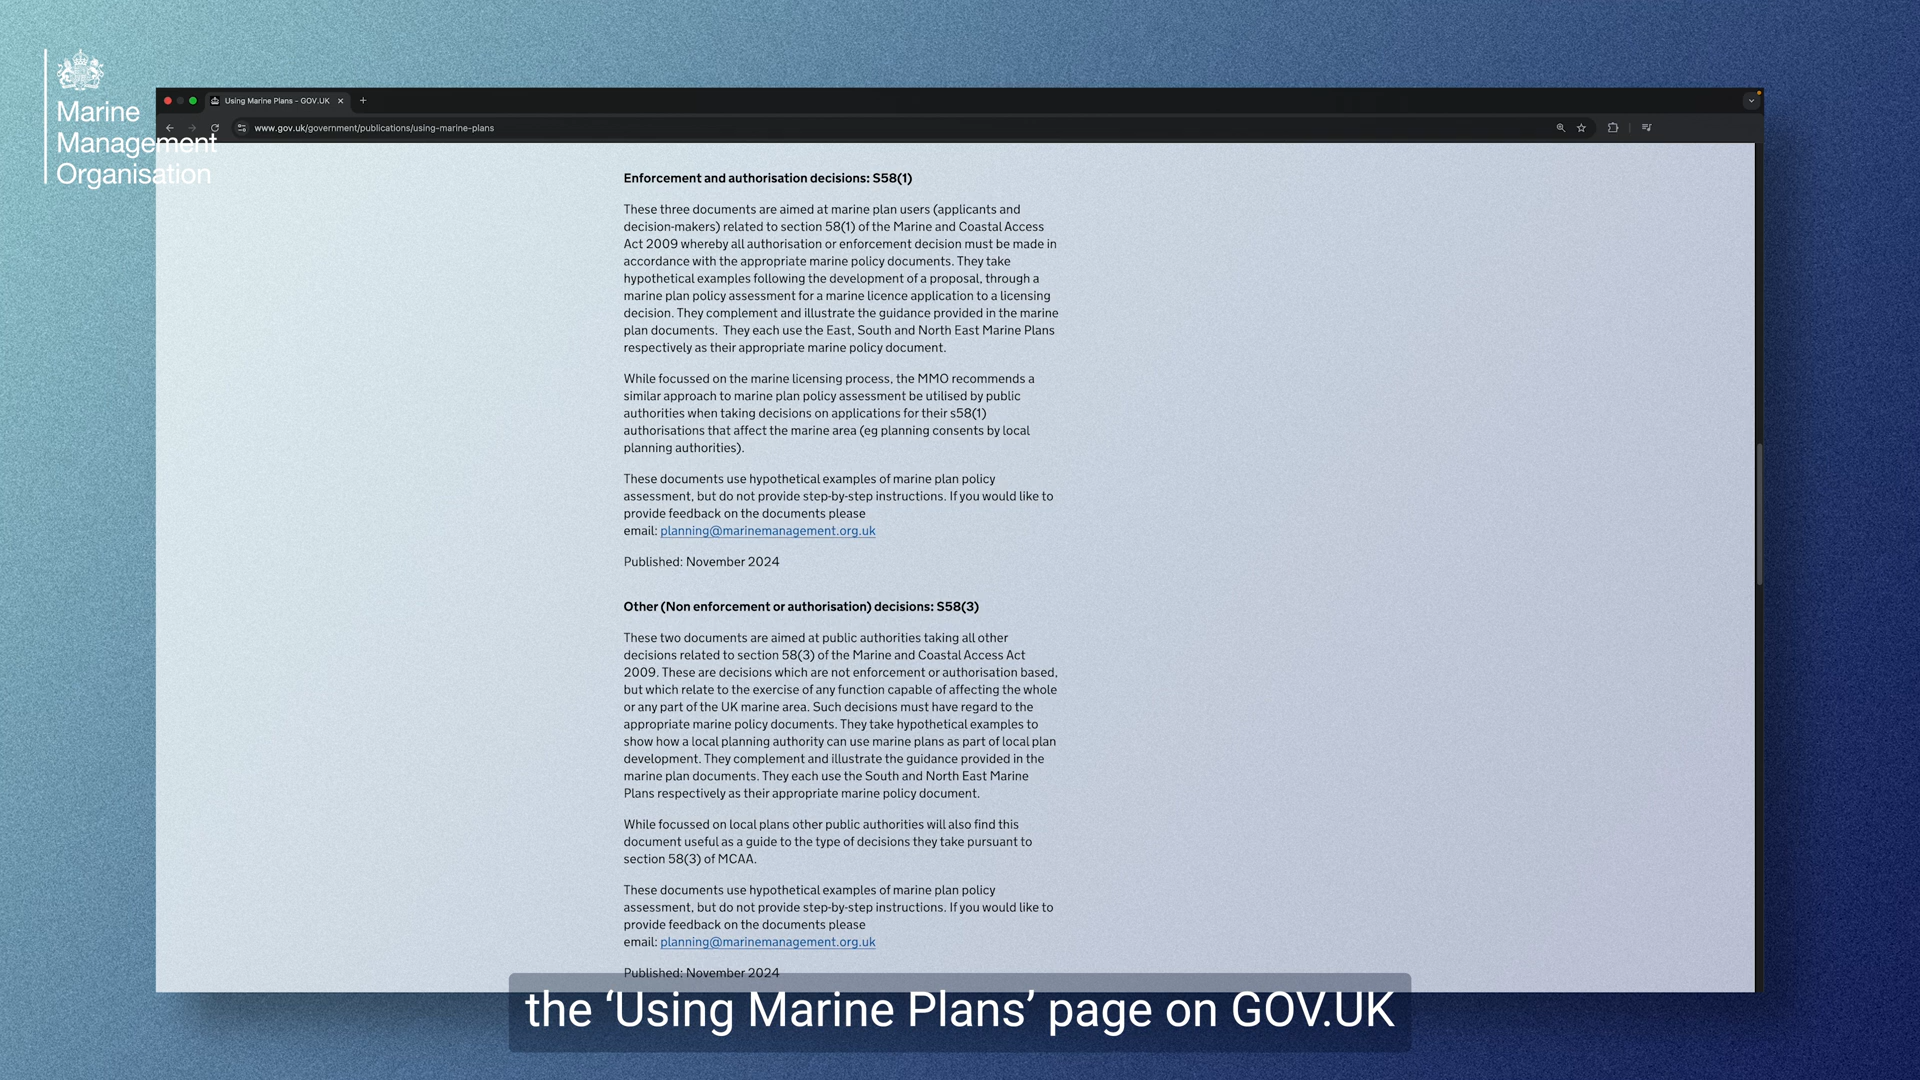 Marine
Management
Organisation
Using Marine Plans - GOV.UK
www.gov.uk/government/publications/using-marine-plans
Enforcement and authorisation decisions: S58(1)
These three documents are aimed at marine plan users (applicants and
decision-makers) related to section 58(1) of the Marine and Coastal Access
Act 2009 whereby all authorisation or enforcement decision must be made in
accordance with the appropriate marine policy documents. They take
hypothetical examples following the development of a proposal, through a
marine plan policy assessment for a marine licence application to a licensing
decision. They complement and illustrate the guidance provided in the marine
plan documents.  They each use the East, South and North East Marine Plans
respectively as their appropriate marine policy document.
While focussed on the marine licensing process, the MMO recommends a
similar approach to marine plan policy assessment be utilised by public
authorities when taking decisions on applications for their s58(1)
authorisations that affect the marine area (eg planning consents by local
planning authorities).
These documents use hypothetical examples of marine plan policy
assessment, but do not provide step-by-step instructions. If you would like to
provide feedback on the documents please
email: planning@marinemanagement.org.uk
Published: November 2024
Other (Non enforcement or authorisation) decisions: S58(3)
These two documents are aimed at public authorities taking all other
decisions related to section 58(3) of the Marine and Coastal Access Act
2009. These are decisions which are not enforcement or authorisation based,
but which relate to the exercise of any function capable of affecting the whole
or any part of the UK marine area. Such decisions must have regard to the
appropriate marine policy documents. They take hypothetical examples to
show how a local planning authority can use marine plans as part of local plan
development. They complement and illustrate the guidance provided in the
marine plan documents. They each use the South and North East Marine
Plans respectively as their appropriate marine policy document.
While focussed on local plans other public authorities will also find this
document useful as a guide to the type of decisions they take pursuant to
section 58(3) of MCAA.
These documents use hypothetical examples of marine plan policy
assessment, but do not provide step-by-step instructions. If you would like to
provide feedback on the documents please
email: planning@marinemanagement.org.uk
Published: November 2024
the ‘Using Marine Plans’ page on GOV.UK